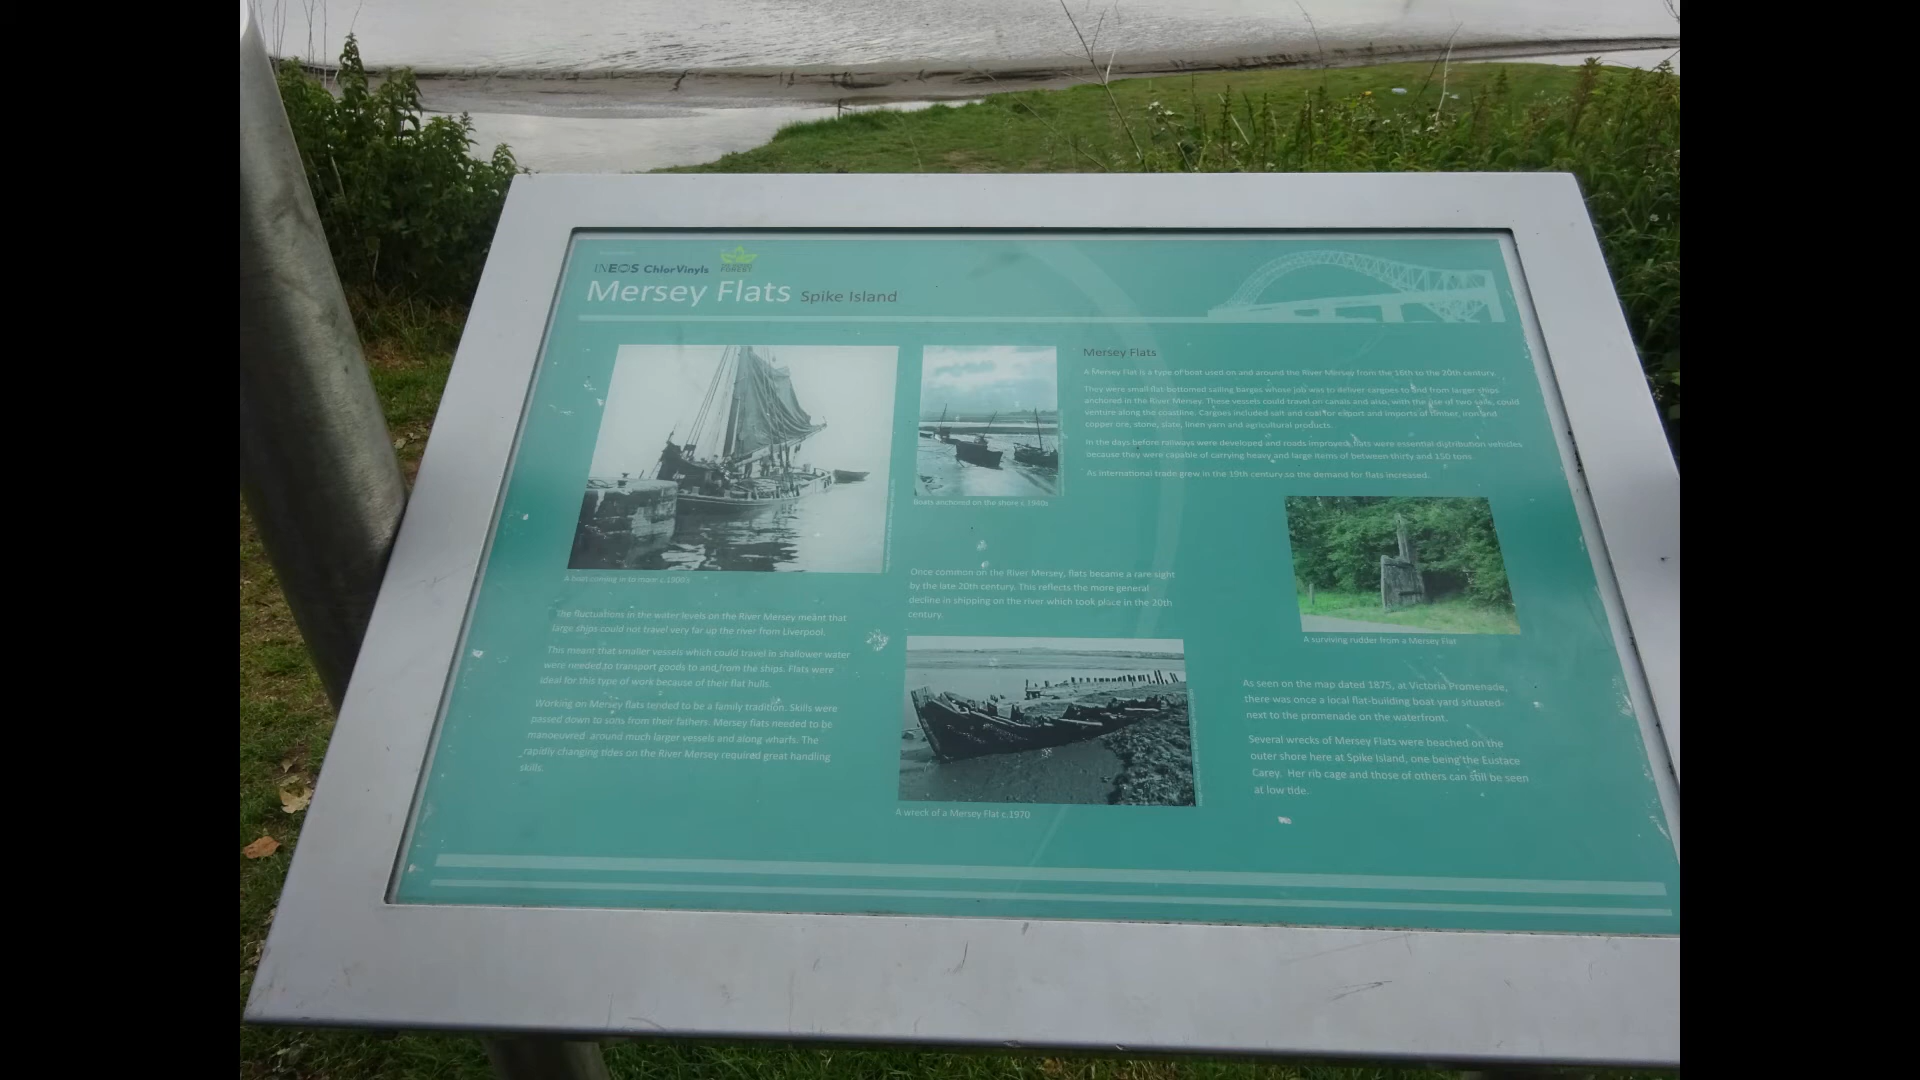 INEOS ChlorVinyls
THE MERSEY FOREST
Mersey Flats Spike Island
A boat coming in to moor c.1900's
The fluctuations in the water levels on the River Mersey meant that
large ships could not travel very far up the river from Liverpool.
This meant that smaller vessels which could travel in shallower water
were needed to transport goods to and from the ships. Flats were
ideal for this type of work because of their flat hulls.
Working on Mersey flats tended to be a family tradition. Skills were
passed down to sons from their fathers. Mersey flats needed to be
manoeuvred around much larger vessels and along wharfs. The
rapidly changing tides on the River Mersey required great handling
skills.
Boats anchored on the shore c.1940s
Once common on the River Mersey, flats became a rare sight
by the late 20th century. This reflects the more general
decline in shipping on the river which took place in the 20th
century.
A wreck of a Mersey Flat c.1970
Mersey Flats
A Mersey Flat is a type of boat used on and around the River Mersey from the 16th to the 20th century.
They were small flat-bottomed sailing barges whose job was to deliver cargoes to and from larger ships
anchored in the River Mersey. These vessels could travel on canals and also, with the use of two sails, could
venture along the coastline. Cargoes included salt and coal for export and imports of timber, iron and
copper ore, stone, slate, linen yarn and agricultural products.
In the days before railways were developed and roads improved flats were essential distribution vehicles
because they were capable of carrying heavy and large items of between thirty and 150 tons.
As international trade grew in the 19th century so the demand for flats increased.
A surviving rudder from a Mersey Flat
As seen on the map dated 1875, at Victoria Promenade,
there was once a local flat-building boat yard situated
next to the promenade on the waterfront.
Several wrecks of Mersey Flats were beached on the
outer shore here at Spike Island, one being the Eustace
Carey. Her rib cage and those of others can still be seen
at low tide.